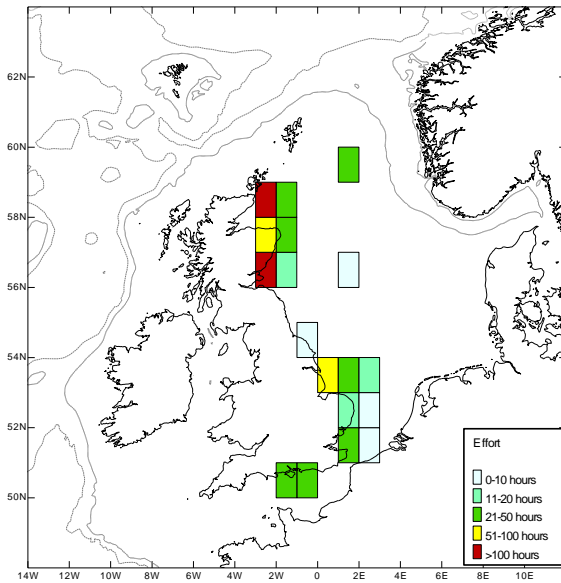 62N
60N
58N
56N
54N
52N
50N
14W 12W 10W 8W 6W 4W 2W 0 2E 4E 6E 8E 10E
Effort
0-10 hours
11-20 hours
21-50 hours
51-100 hours
>100 hours